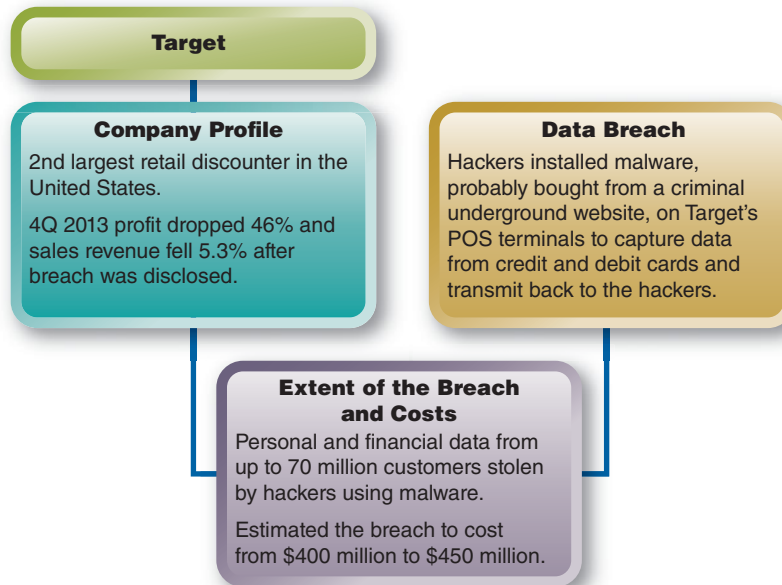 Target
Company Profile
2nd largest retail discounter in the
United States.
4Q 2013 profit dropped 46% and
sales revenue fell 5.3% after
breach was disclosed.
Data Breach
Hackers installed malware,
probably bought from a criminal
underground website, on Target's
POS terminals to capture data
from credit and debit cards and
transmit back to the hackers.
Extent of the Breach
and Costs
Personal and financial data from
up to 70 million customers stolen
by hackers using malware.
Estimated the breach to cost
from $400 million to $450 million.